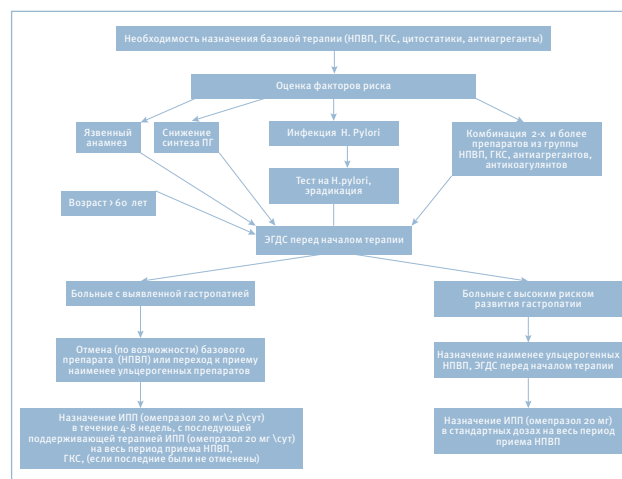 Необходимость назначения базовой терапии (НПВП, ГКС, цитостатики, антиагреганты)
Оценка факторов риска
Язвенный
анамнез
Снижение
синтеза ПГ
Инфекция H. Pylori
Комбинация 2-х и более
препаратов из группы
НПВП, ГКС, антиагрегантов,
антикоагулянтов
Тест на H.pylori,
эрадикация
Возраст > 60 лет
ЭГДС перед началом терапии
Больные с выявленной гастропатией
Больные с высоким риском
развития гастропатии
Отмена (по возможности) базового
препарата (НПВП) или переход к приему
наименее ульцерогенных препаратов
Назначение наименее ульцерогенных
НПВП, ЭГДС перед началом терапии
Назначение ИПП (омепразол 20 мг\2 р\сут)
в течение 4-8 недель, с последующей
поддерживающей терапией ИПП (омепразол 20 мг \сут)
на весь период приема НПВП,
ГКС, (если последние были не отменены)
Назначение ИПП (омепразол 20 мг)
в стандартных дозах на весь период
приема НПВП